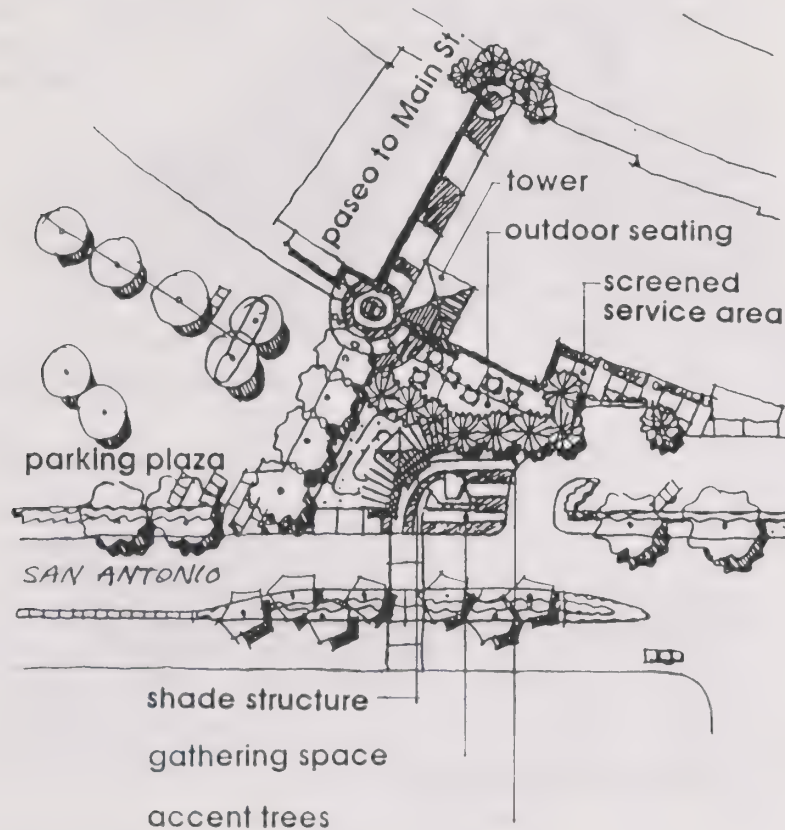 paseo to Main St.
tower
outdoor seating
screened
service area
parking plaza
SAN ANTONIO
shade structure
gathering space
accent trees